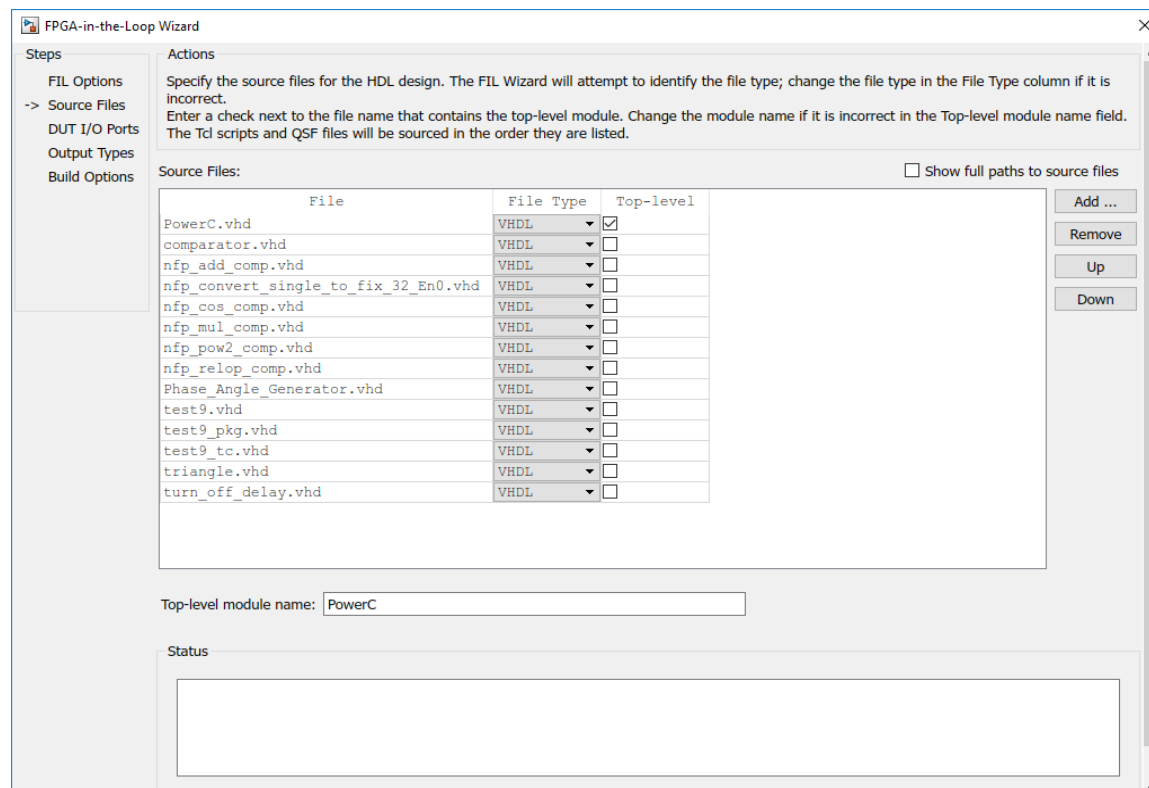 FPGA-in-the-Loop Wizard
Steps
FIL Options
-> Source Files
DUT I/O Ports
Output Types
Build Options
Actions
Specify the source files for the HDL design. The FIL Wizard will attempt to identify the file type; change the file type in the File Type column if it is
incorrect.
Enter a check next to the file name that contains the top-level module. Change the module name if it is incorrect in the Top-level module name field.
The Tcl scripts and QSF files will be sourced in the order they are listed.
Source Files:
Show full paths to source files
File File Type Top-level
PowerC.vhd VHDL
comparator.vhd VHDL
nfp_add_comp.vhd VHDL
nfp_convert_single_to_fix_32_En0.vhd VHDL
nfp_cos_comp.vhd VHDL
nfp_mul_comp.vhd VHDL
nfp_pow2_comp.vhd VHDL
nfp_relop_comp.vhd VHDL
Phase_Angle_Generator.vhd VHDL
test9.vhd VHDL
test9_pkg.vhd VHDL
test9_tc.vhd VHDL
triangle.vhd VHDL
turn_off_delay.vhd VHDL
Add ...
Remove
Up
Down
Top-level module name: PowerC
Status